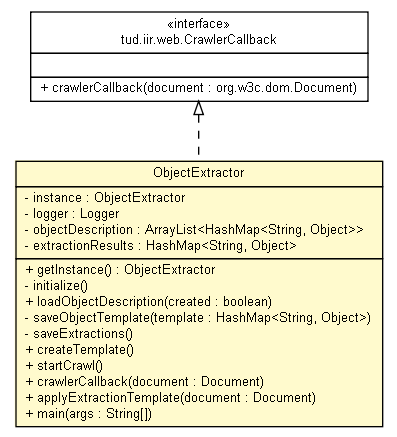 «interface»
tud.iir.web.CrawlerCallback
+ crawlerCallback(document : org.w3c.dom.Document)
ObjectExtractor
- instance : ObjectExtractor
- logger : Logger
- objectDescription : ArrayList<HashMap<String, Object>>
- extractionResults : HashMap<String, Object>
+ getInstance() : ObjectExtractor
- initialize()
+ loadObjectDescription(created : boolean)
- saveObjectTemplate(template : HashMap<String, Object>)
- saveExtractions()
+ createTemplate()
+ startCrawl()
+ crawlerCallback(document : Document)
+ applyExtractionTemplate(document : Document)
+ main(args : String[])